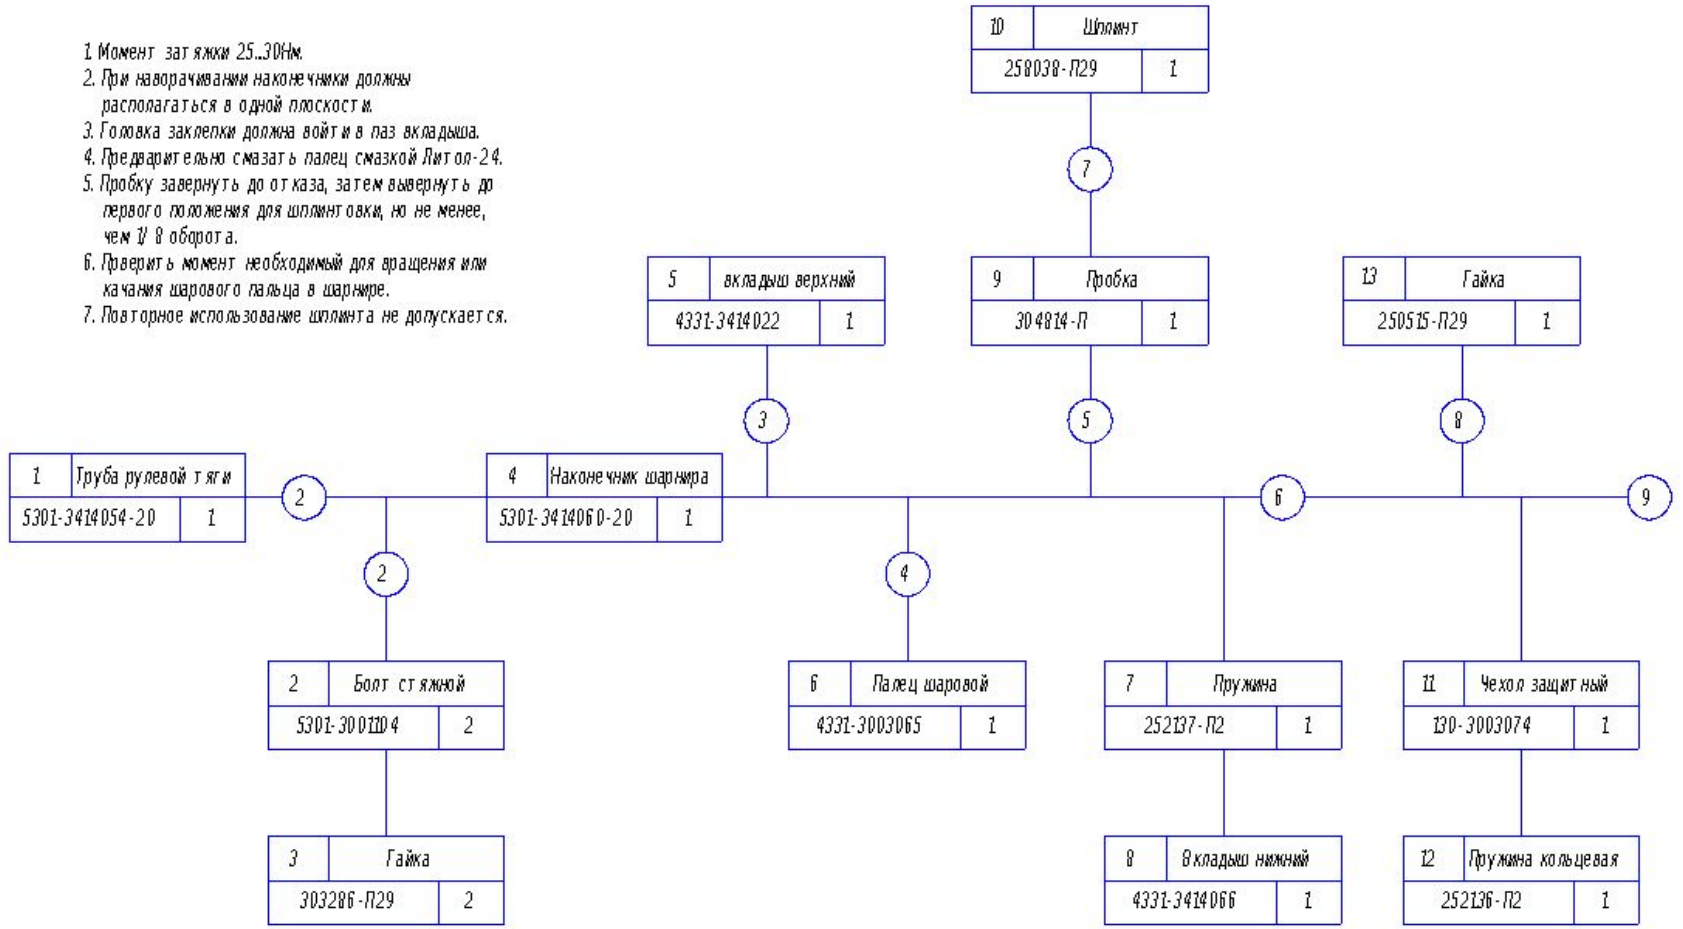 1. Момент затяжки 25..30Нм.
2. При наворачивании наконечники должны
располагаться в одной плоскости.
3. Головка заклепки должна войти в паз вкладыша.
4. Предварительно смазать палец смазкой Литол-24.
5. Пробку завернуть до отказа, затем вывернуть до
первого положения для шплинтовки, но не менее,
чем 1/8 оборота.
6. Прверить момент необходимый для вращения или
качания шарового пальца в шарнире.
7. Повторное использование шплинта не допускается.
10 Шплинт
258038-П29 1
7
5 вкладыш верхний
4331-3414022 1
9 Пробка
304814-П 1
13 Гайка
250515-П29 1
3
5
8
1 Труба рулевой тяги
5301-3414054-20 1
2
4 Наконечник шарнира
5301-3414060-20 1
6
9
2
4
2 Болт стяжной
5301-3001104 2
6 Палец шаровой
4331-3003065 1
7 Пружина
252137-П2 1
11 Чехол защитный
130-3003074 1
3 Гайка
303286-П29 2
8 Вкладыш нижний
4331-3414066 1
12 Пружина кольцевая
252136-П2 1